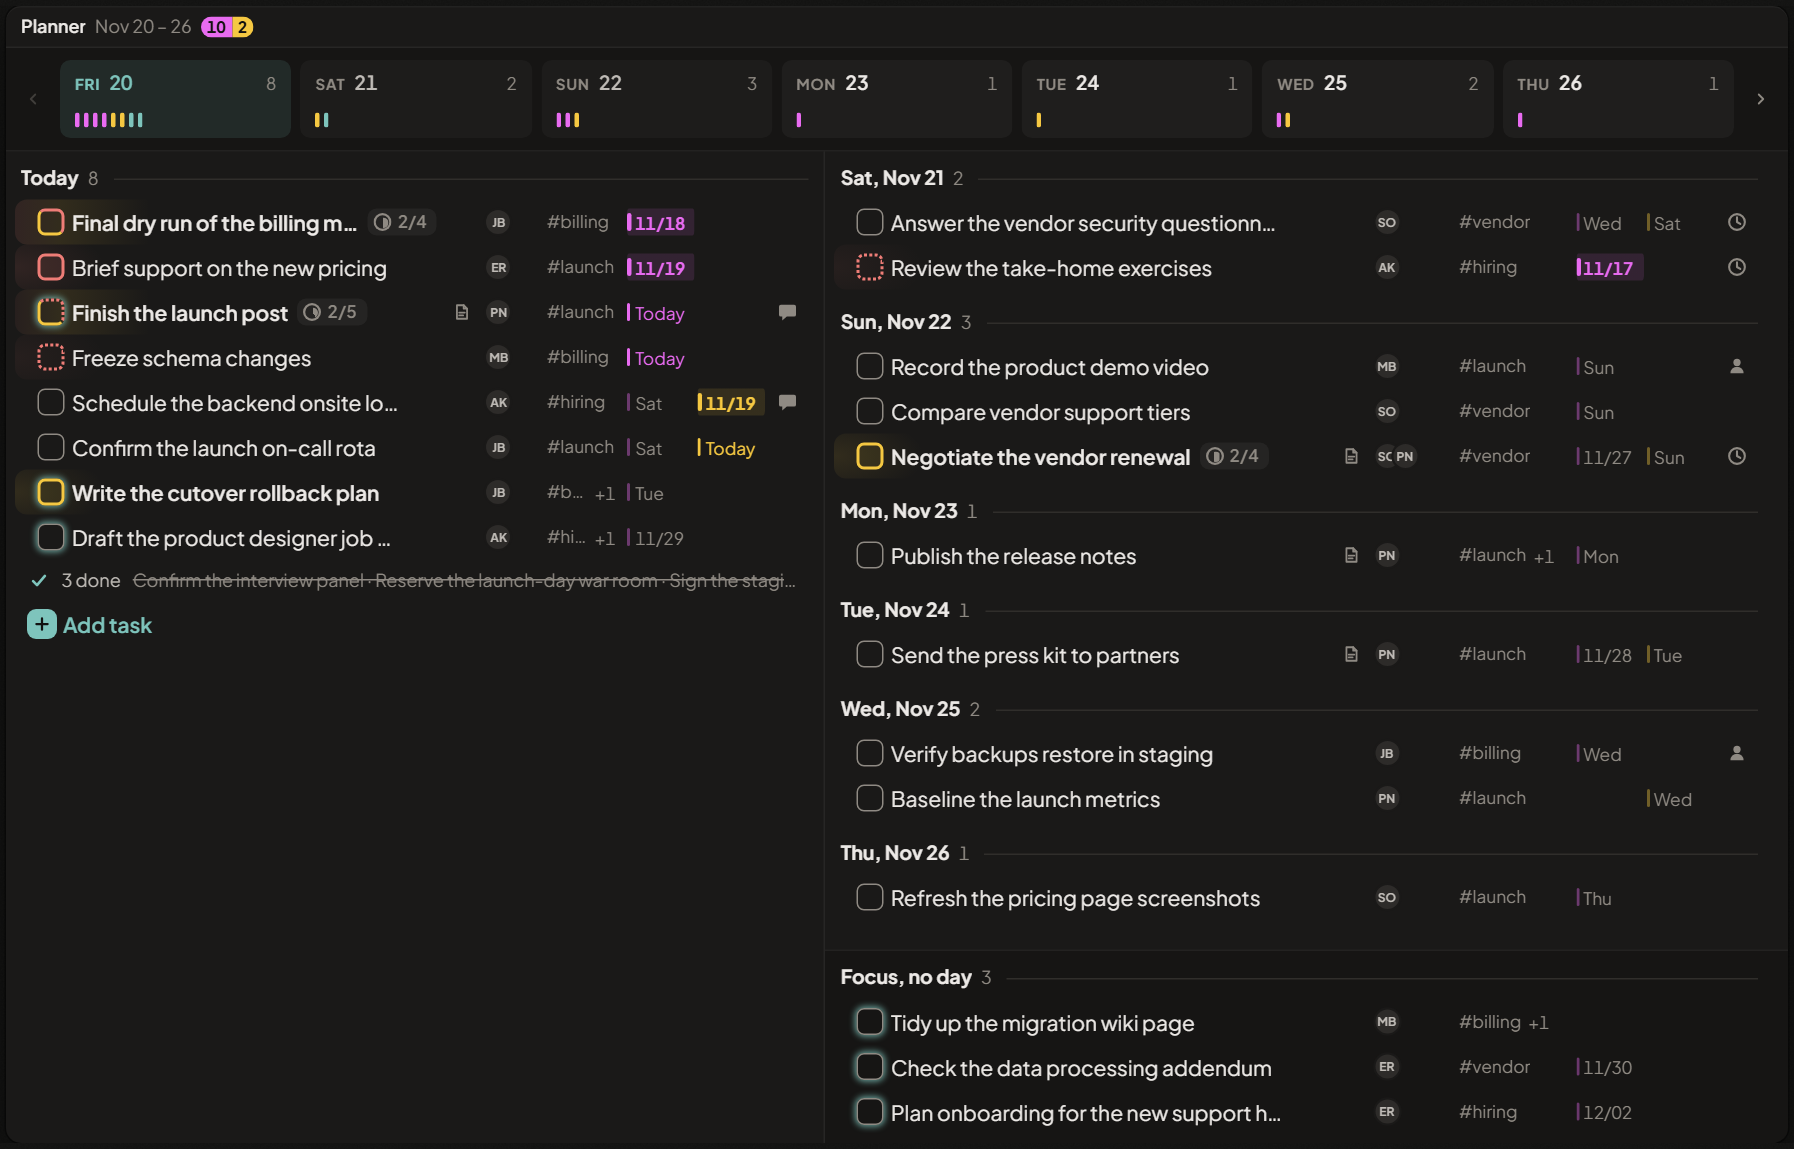 Planner Nov 20 – 26 10 2
FRI 20 8
SAT 21 2
SUN 22 3
MON 23 1
TUE 24 1
WED 25 2
THU 26 1
Today 8
Final dry run of the billing m... 2/4 JB #billing 11/18
Brief support on the new pricing ER #launch 11/19
Finish the launch post 2/5 PN #launch Today
Freeze schema changes MB #billing Today
Schedule the backend onsite lo... AK #hiring Sat 11/19
Confirm the launch on-call rota JB #launch Sat Today
Write the cutover rollback plan JB #b... +1 Tue
Draft the product designer job ... AK #hi... +1 11/29
3 done Confirm the interview panel · Reserve the launch-day war room · Sign the stagi...
+ Add task
Sat, Nov 21 2
Answer the vendor security questionn... SO #vendor Wed Sat
Review the take-home exercises AK #hiring 11/17
Sun, Nov 22 3
Record the product demo video MB #launch Sun
Compare vendor support tiers SO #vendor Sun
Negotiate the vendor renewal 2/4 SO PN #vendor 11/27 Sun
Mon, Nov 23 1
Publish the release notes PN #launch +1 Mon
Tue, Nov 24 1
Send the press kit to partners PN #launch 11/28 Tue
Wed, Nov 25 2
Verify backups restore in staging JB #billing Wed
Baseline the launch metrics PN #launch Wed
Thu, Nov 26 1
Refresh the pricing page screenshots SO #launch Thu
Focus, no day 3
Tidy up the migration wiki page MB #billing +1
Check the data processing addendum ER #vendor 11/30
Plan onboarding for the new support h... ER #hiring 12/02